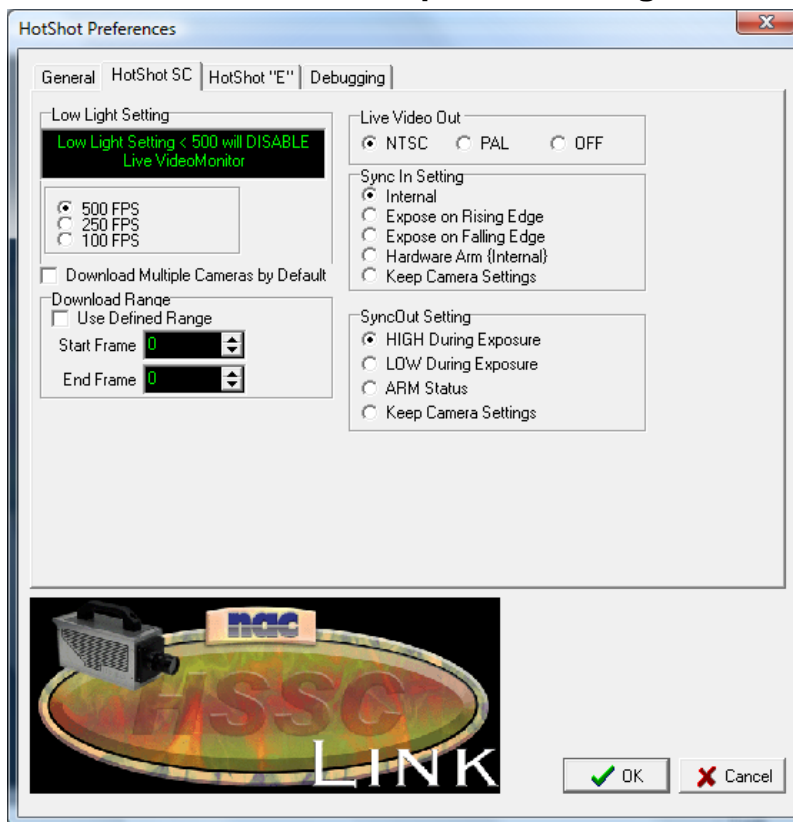 HotShot Preferences
General
HotShot SC
HotShot "E"
Debugging
Low Light Setting
Low Light Setting < 500 will DISABLE
Live VideoMonitor
500 FPS
250 FPS
100 FPS
Download Multiple Cameras by Default
Download Range
Use Defined Range
Start Frame 0
End Frame 0
Live Video Out
NTSC PAL OFF
Sync In Setting
Internal
Expose on Rising Edge
Expose on Falling Edge
Hardware Arm {Internal}
Keep Camera Settings
SyncOut Setting
HIGH During Exposure
LOW During Exposure
ARM Status
Keep Camera Settings
nac
HSSC
LINK
OK
Cancel